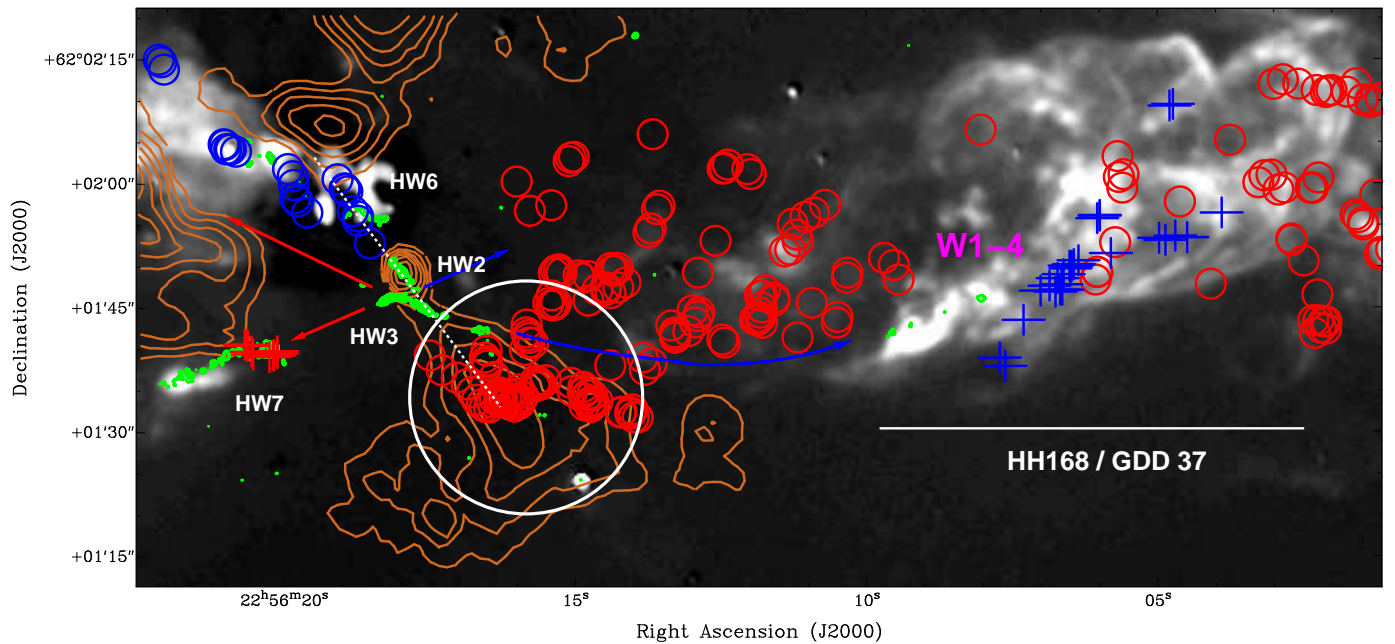 +62°02′15″
HW6
+02′00″
W1−4
HW2
+01′45″
HW3
HW7
+01′30″
HH168 / GDD 37
+01′15″
22ʰ56ᵐ20ˢ 15ˢ 10ˢ 05ˢ
Right Ascension (J2000)
Declination (J2000)